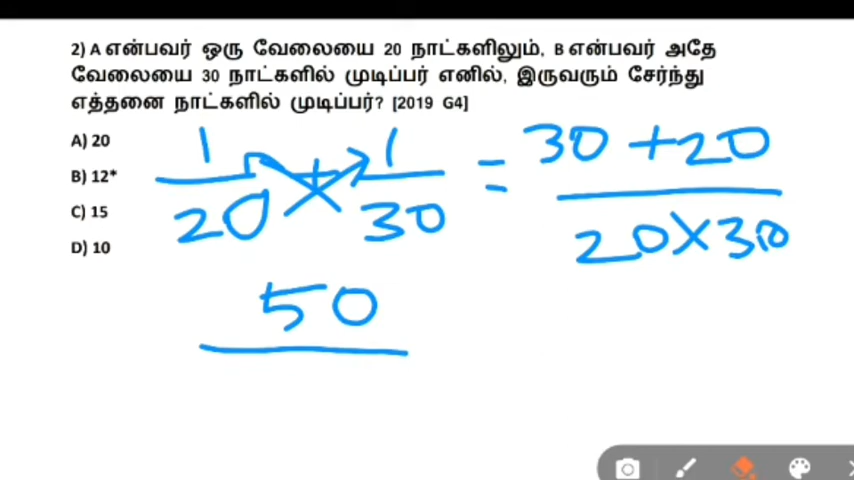 2) A என்பவர் ஒரு வேலையை 20 நாட்களிலும், B என்பவர் அதே
வேலையை 30 நாட்களில் முடிப்பர் எனில், இருவரும் சேர்ந்து
எத்தனை நாட்களில் முடிப்பர்? [2019 G4]
A) 20
B) 12*
C) 15
D) 10
1/20 + 1/30 = 30 + 20/20 × 30
50